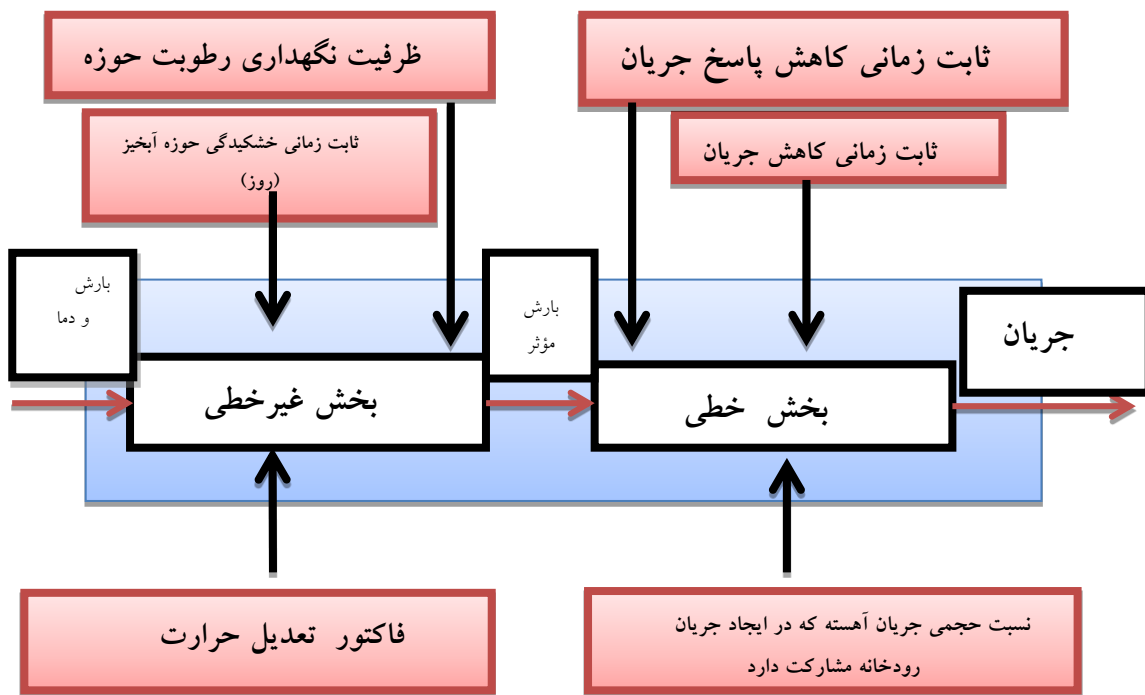 ثابت زمانی کاهش پاسخ جریان
ظرفیت نگهداری رطوبت حوزه
ثابت زمانی کاهش جریان
ثابت زمانی خشکیدگی حوزه آبخیز
(روز)
بارش
و دما
بارش
مؤثر
جریان
بخش غیرخطی
بخش خطی
فاکتور تعدیل حرارت
نسبت حجمی جریان آهسته که در ایجاد جریان
رودخانه مشارکت دارد